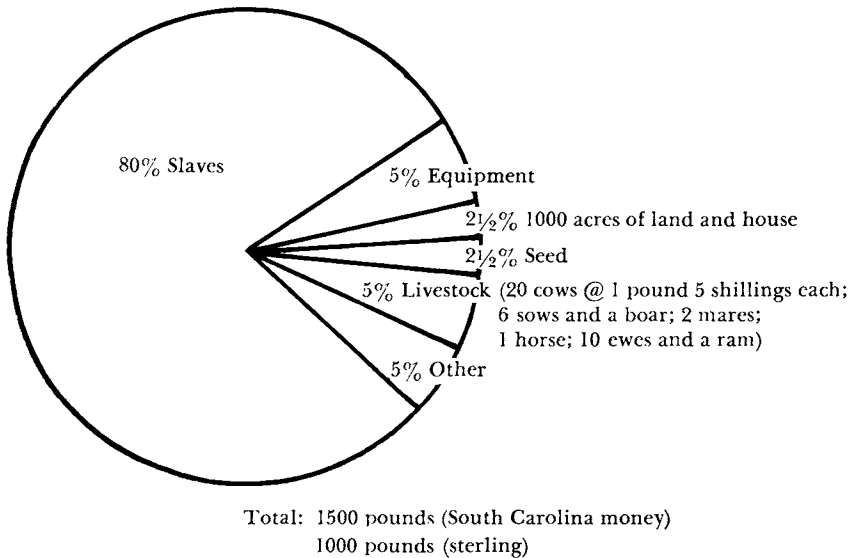 80% Slaves
5% Equipment
2½% 1000 acres of land and house
2½% Seed
5% Livestock (20 cows @ 1 pound 5 shillings each;
6 sows and a boar; 2 mares;
1 horse; 10 ewes and a ram)
5% Other
Total: 1500 pounds (South Carolina money)
1000 pounds (sterling)